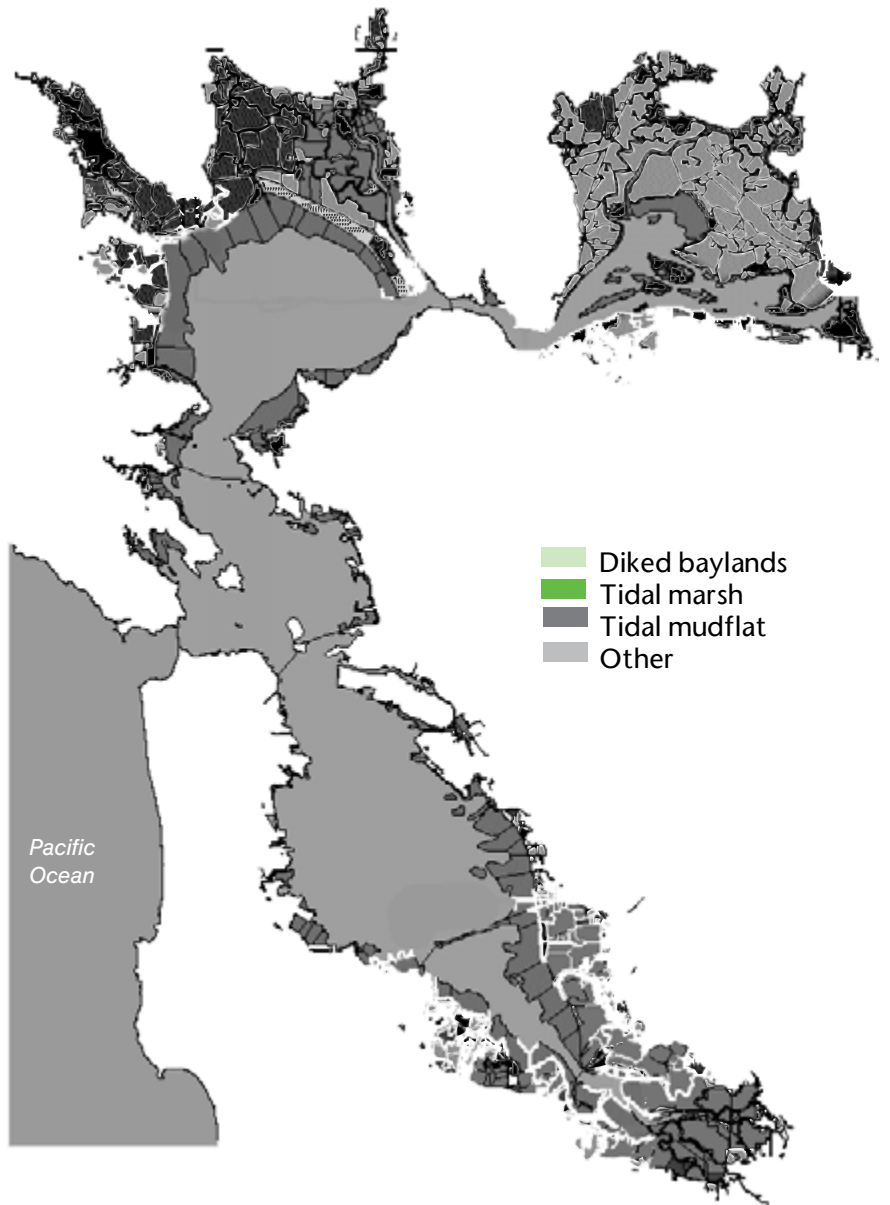 Diked baylands
Tidal marsh
Tidal mudflat
Other
Pacific
Ocean